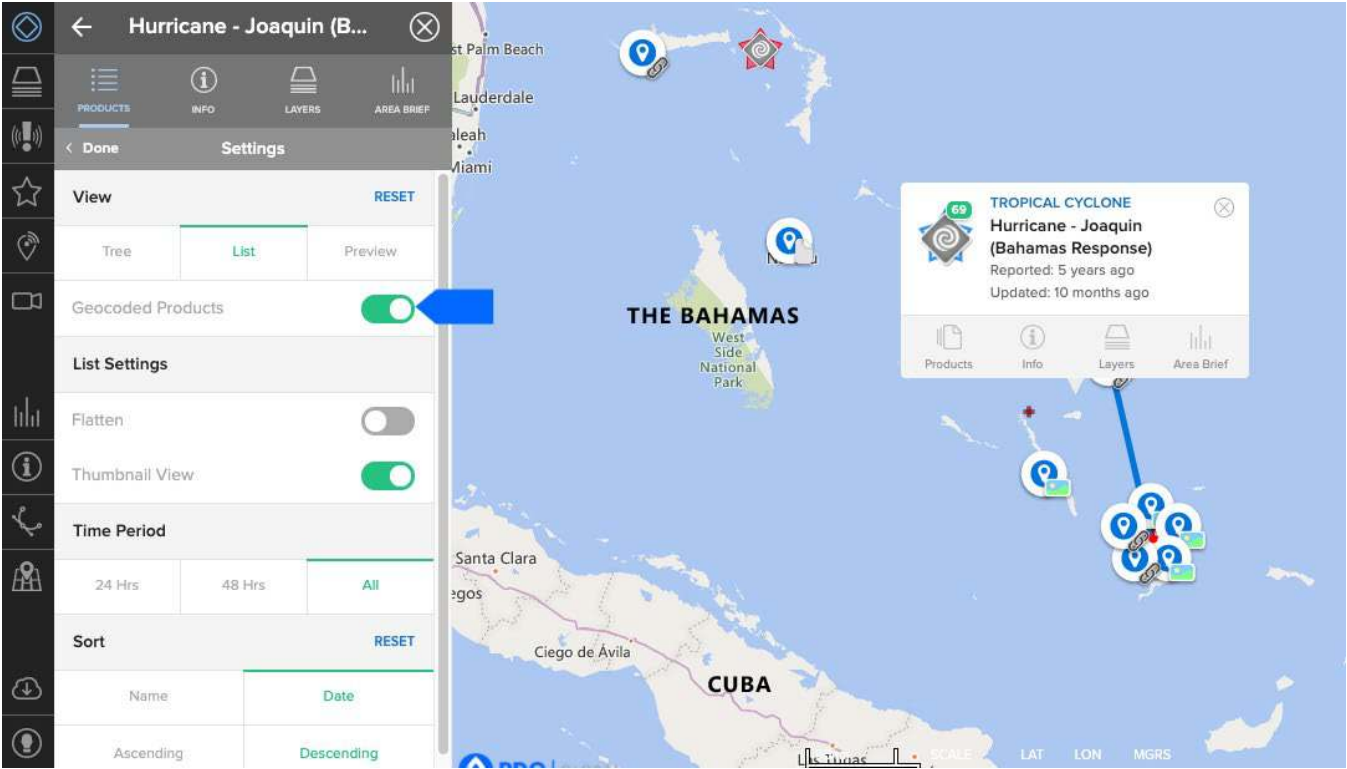 Hurricane - Joaquin (B...
PRODUCTS
INFO
LAYERS
AREA BRIEF
< Done
Settings
View
RESET
Tree
List
Preview
Geocoded Products
List Settings
Flatten
Thumbnail View
Time Period
24 Hrs
48 Hrs
All
Sort
RESET
Name
Date
Ascending
Descending
st Palm Beach
Lauderdale
aleah
Miami
THE BAHAMAS
West
Side
National
Park
69
TROPICAL CYCLONE
Hurricane - Joaquin
(Bahamas Response)
Reported: 5 years ago
Updated: 10 months ago
Products
Info
Layers
Area Brief
Santa Clara
egos
Ciego de Ávila
CUBA
PDC
SCALE
LAT
LON
MGRS